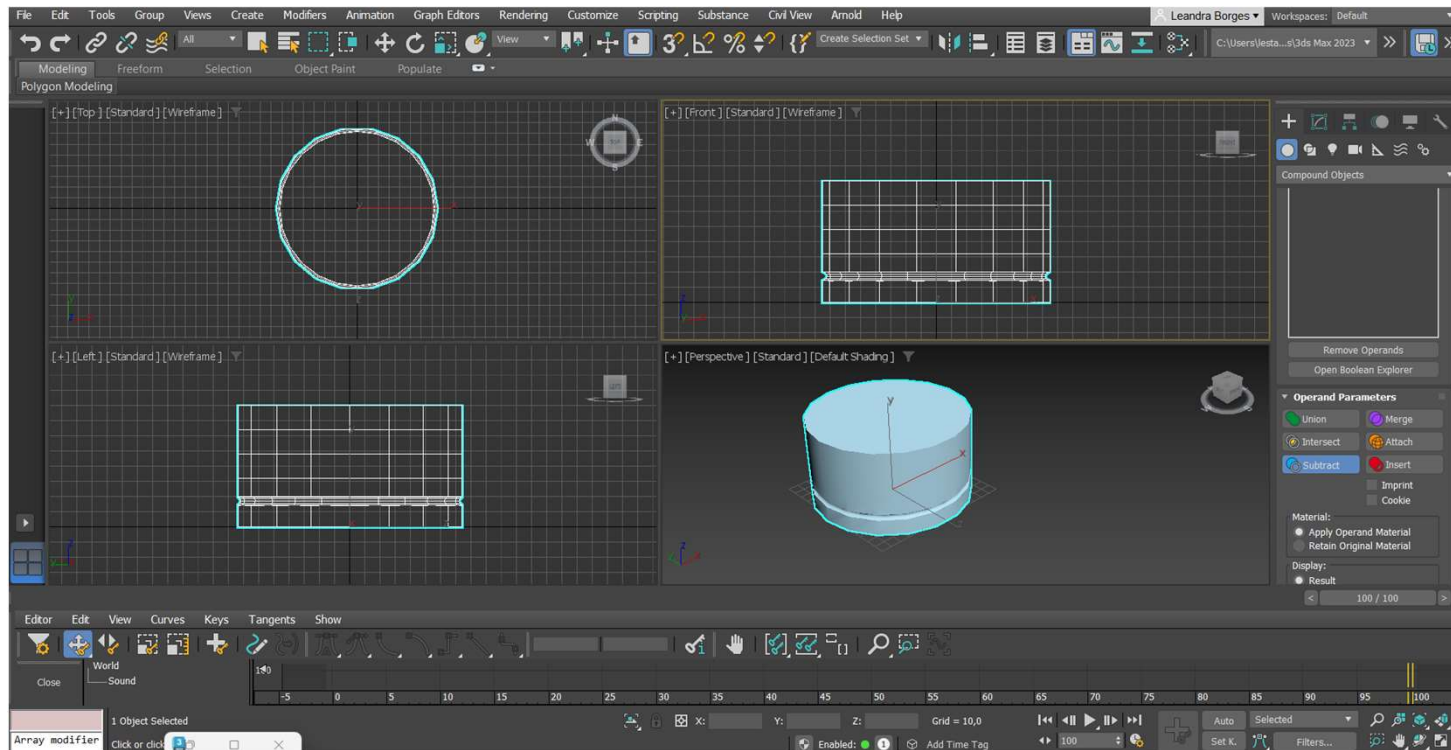 File Edit Tools Group Views Create Modifiers Animation Graph Editors Rendering Customize Scripting Substance Civil View Arnold Help Leandra Borges Workspaces: Default
All View Create Selection Set C:\Users\lesta...s\3ds Max 2023
Modeling Freeform Selection Object Paint Populate
Polygon Modeling
[+] [Top] [Standard] [Wireframe]
[+] [Front] [Standard] [Wireframe]
Compound Objects
[+] [Left] [Standard] [Wireframe]
[+] [Perspective] [Standard] [Default Shading]
Remove Operands
Open Boolean Explorer
Operand Parameters
Union Merge
Intersect Attach
Subtract Insert
Imprint
Cookie
Material:
Apply Operand Material
Retain Original Material
Display:
Result
< 100 / 100 >
Editor Edit View Curves Keys Tangents Show
World
Sound
Close
-5 0 5 10 15 20 25 30 35 40 45 50 55 60 65 70 75 80 85 90 95 100
1 Object Selected X: Y: Z: Grid = 10,0 Auto Selected
Array modifier Click or click Enabled: 1 Add Time Tag 100 Set K. Filters...